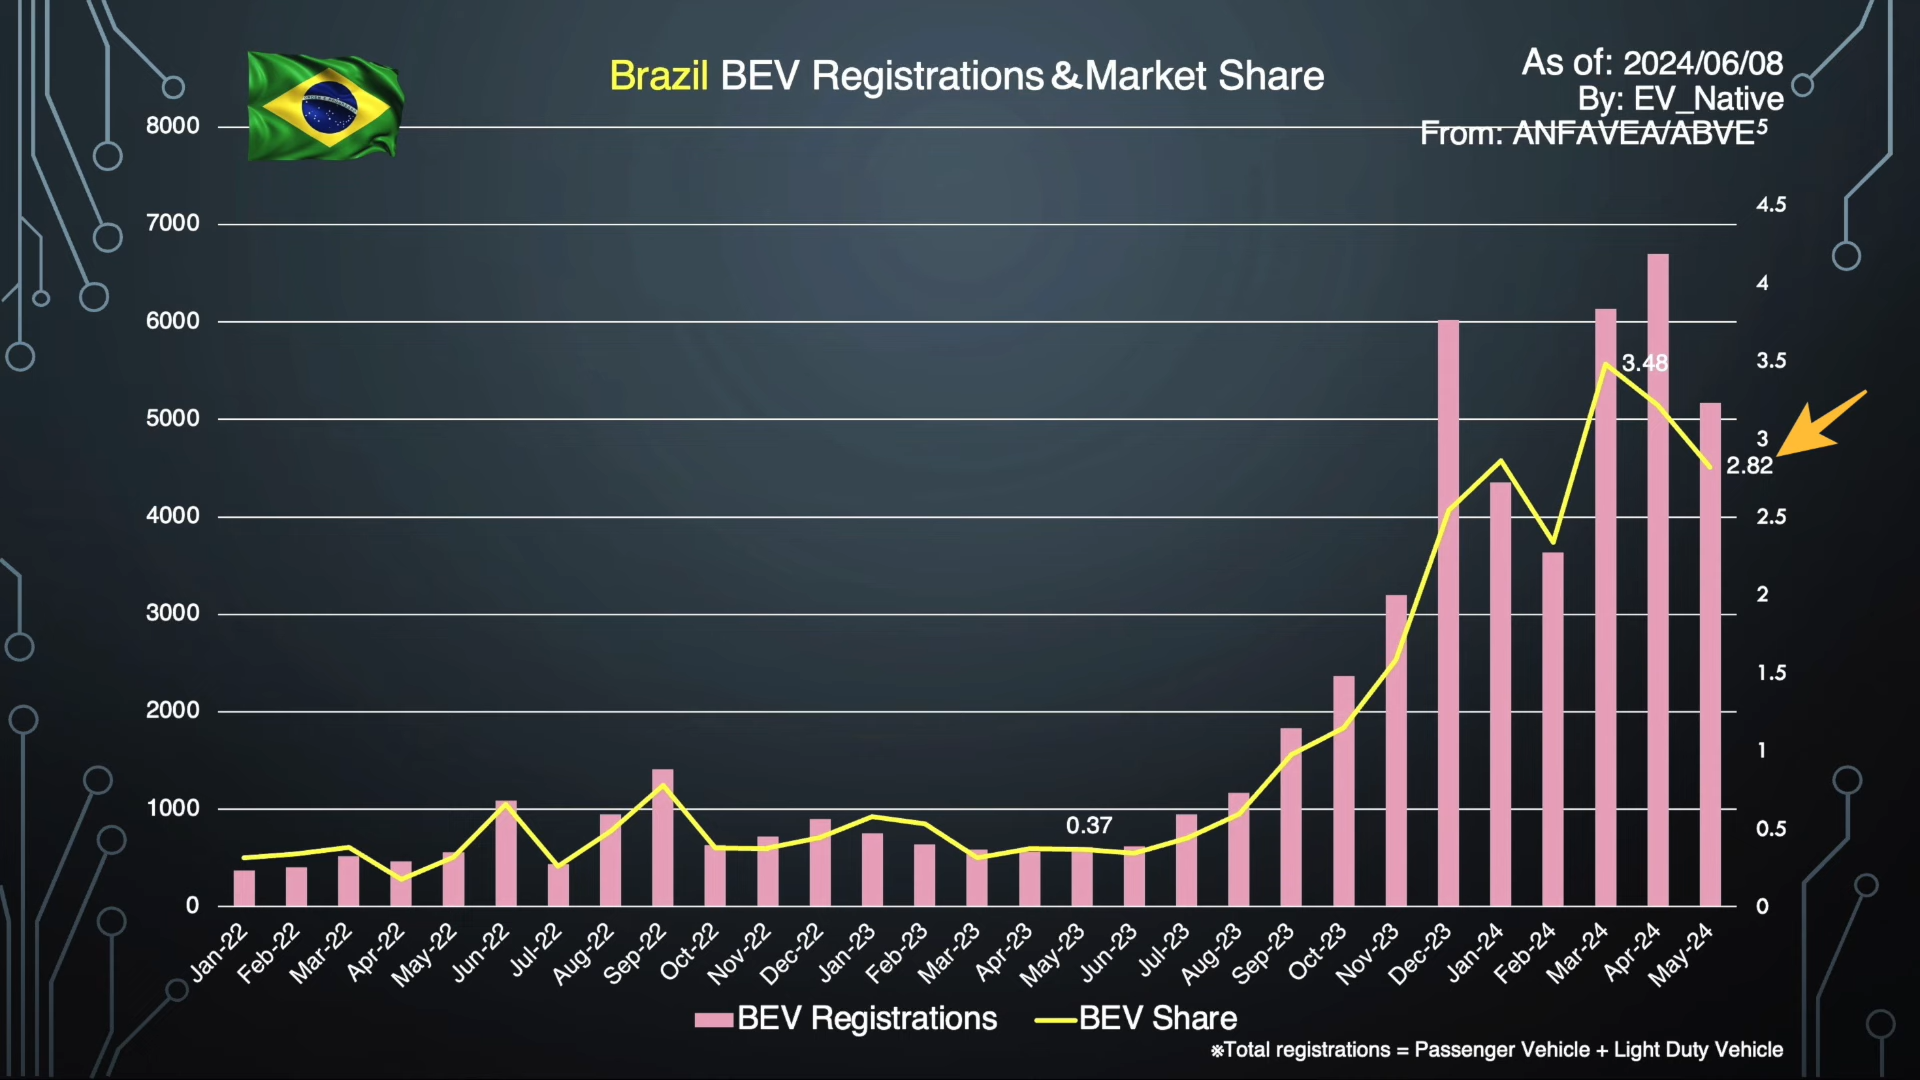 Brazil BEV Registrations & Market Share
As of: 2024/06/08
By: EV_Native
From: ANFAVEA/ABVE
8000
7000
6000
5000
4000
3000
2000
1000
0
5
4.5
4
3.5
3
2.5
2
1.5
1
0.5
0
0.37
3.48
2.82
Jan-22
Feb-22
Mar-22
Apr-22
May-22
Jun-22
Jul-22
Aug-22
Sep-22
Oct-22
Nov-22
Dec-22
Jan-23
Feb-23
Mar-23
Apr-23
May-23
Jun-23
Jul-23
Aug-23
Sep-23
Oct-23
Nov-23
Dec-23
Jan-24
Feb-24
Mar-24
Apr-24
May-24
BEV Registrations
BEV Share
※Total registrations = Passenger Vehicle + Light Duty Vehicle